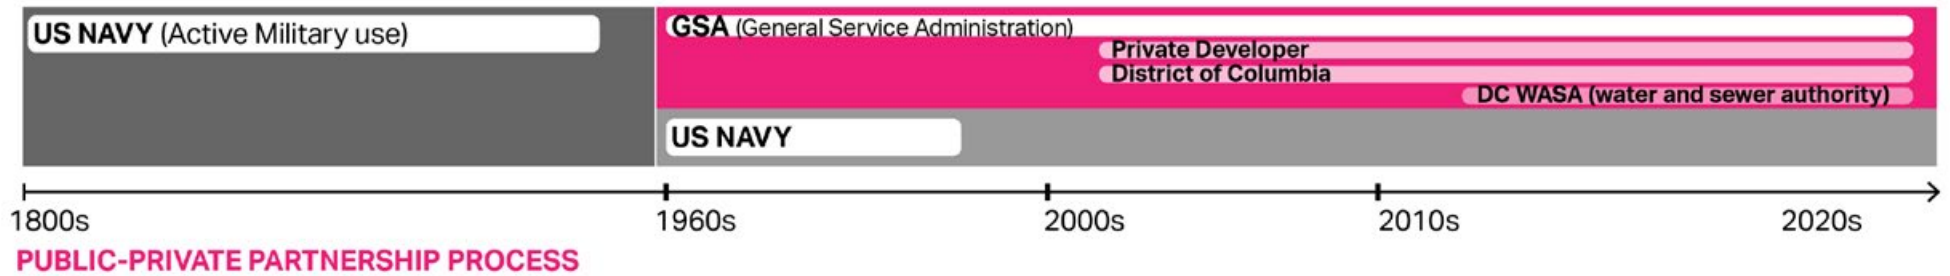 US NAVY (Active Military use)
GSA (General Service Administration)
Private Developer
District of Columbia
DC WASA (water and sewer authority)
US NAVY
1800s
1960s
2000s
2010s
2020s
PUBLIC-PRIVATE PARTNERSHIP PROCESS